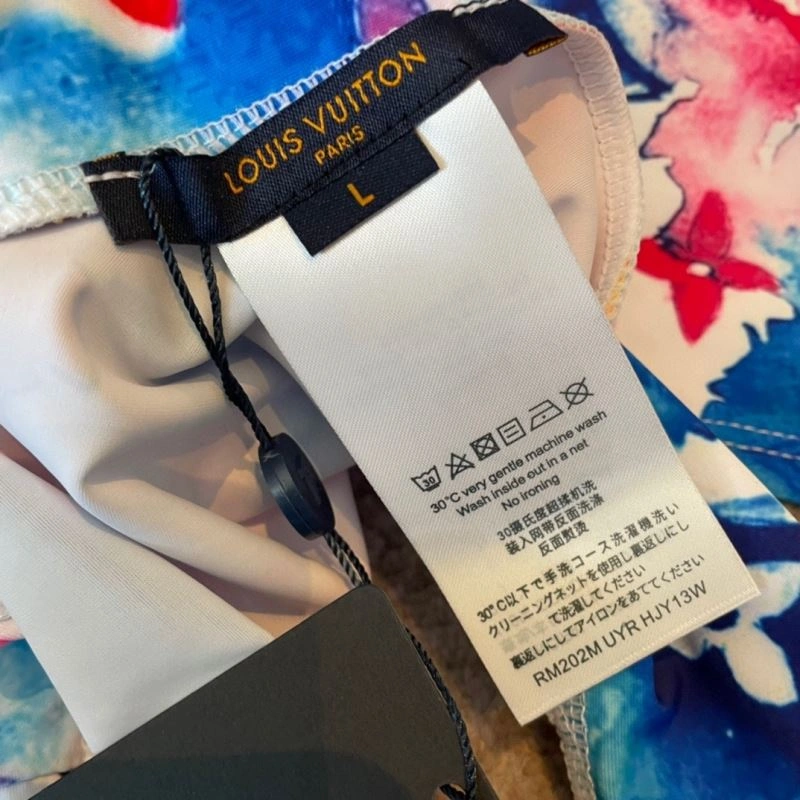 LOUIS VUITTON
PARIS
L
30
30°C very gentle machine wash
Wash inside out in a net
No ironing
30摄氏度超揉机洗
装入网带反面洗涤
反面熨烫
30°C以下で手洗コース洗濯機洗い
クリーニングネットを使用し裏返しにし
で洗濯してください
裏返しにしてアイロンをあててください
RM202M UYR HJY13W